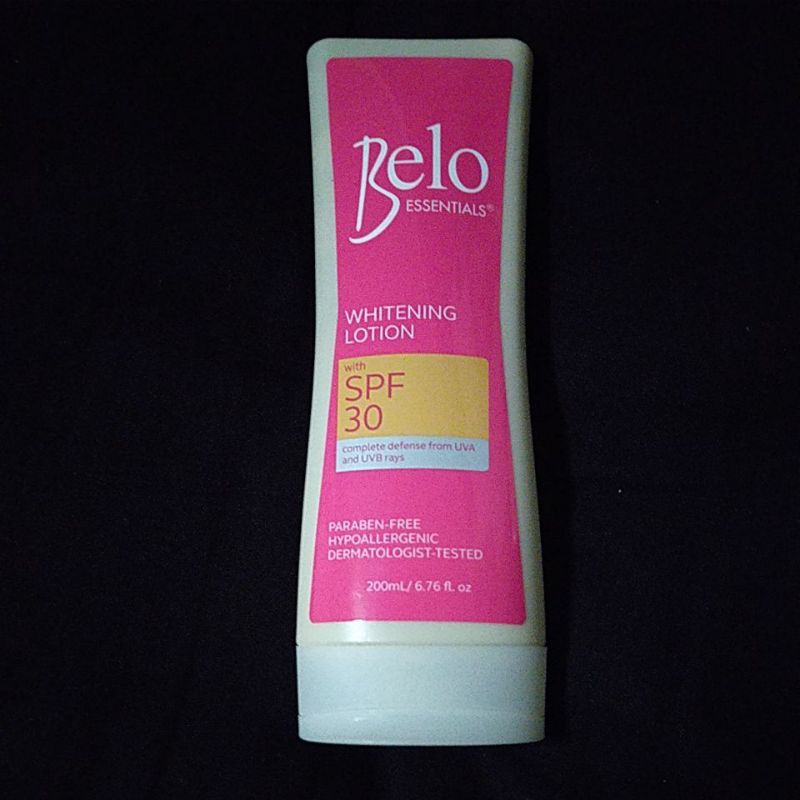 Belo
ESSENTIALS®
WHITENING
LOTION
with
SPF
30
complete defense from UVA
and UVB rays
PARABEN-FREE
HYPOALLERGENIC
DERMATOLOGIST-TESTED
200mL/ 6.76 fl. oz